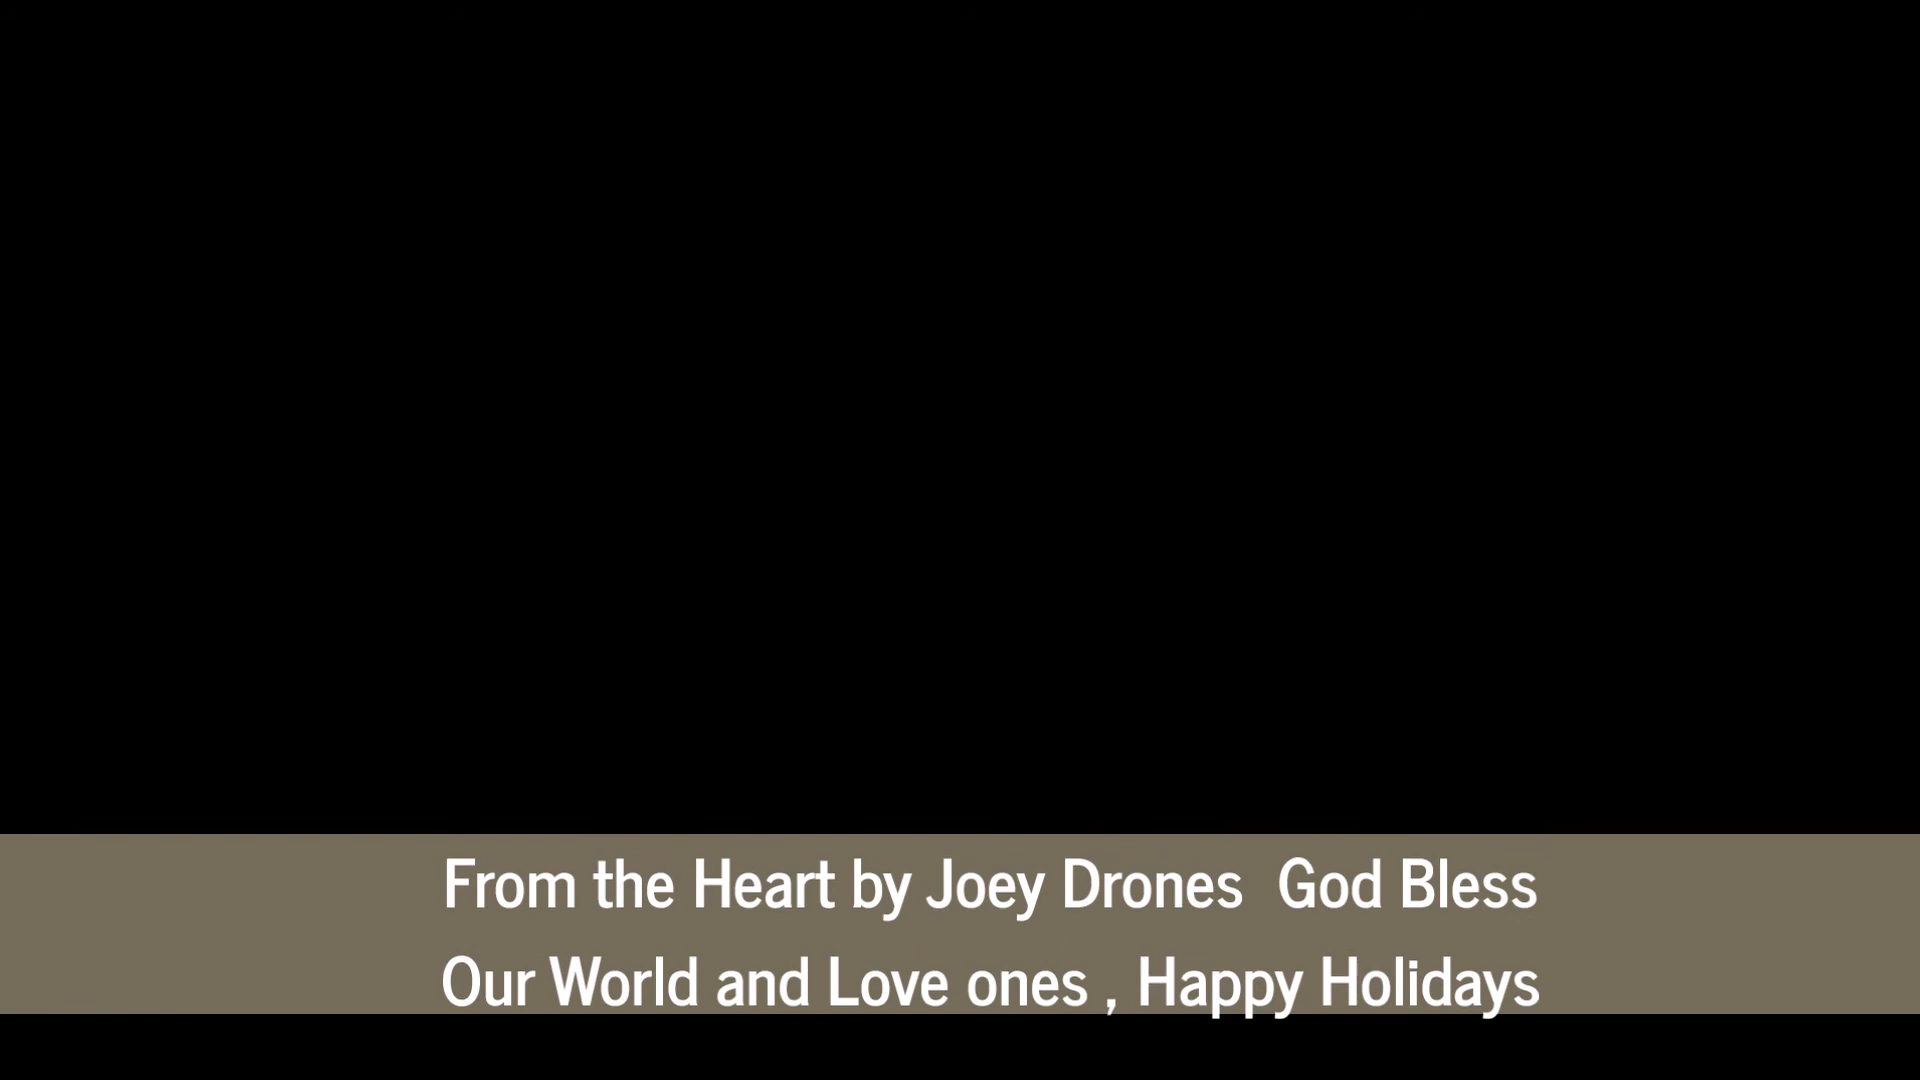 From the Heart by Joey Drones  God Bless
Our World and Love ones , Happy Holidays